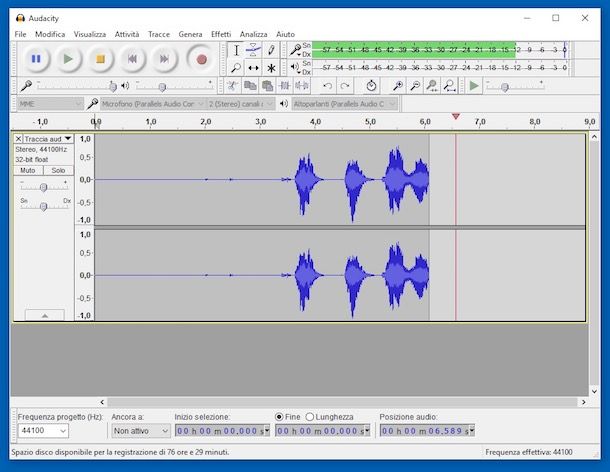 Audacity
File Modifica Visualizza Attività Tracce Genera Effetti Analizza Aiuto
Sn Dx -57 -54 -51 -48 -45 -42 -39 -36 -33 -30 -27 -24 -21 -18 -15 -12 -9 -6 -3 0
Sn Dx -57 -54 -51 -48 -45 -42 -39 -36 -33 -30 -27 -24 -21 -18 -15 -12 -9 -6 -3 0
MME Microfono (Parallels Audio Cor 2 (Stereo) canali Altoparlanti (Parallels Audio C
-1,0 0,0 1,0 2,0 3,0 4,0 5,0 6,0 7,0 8,0 9,0
Traccia aud
Stereo, 44100Hz
32-bit float
Muto Solo
- +
Sn Dx
1,0
0,5-
0,0-
-0,5-
-1,0
1,0
0,5-
0,0-
-0,5-
-1,0
Frequenza progetto (Hz): Ancora a: Inizio selezione: Fine Lunghezza Posizione audio:
44100 Non attivo 00 h 00 m 00,000 s 00 h 00 m 00,000 s 00 h 00 m 06,589 s
Spazio disco disponibile per la registrazione di 76 ore e 29 minuti. Frequenza effettiva: 44100